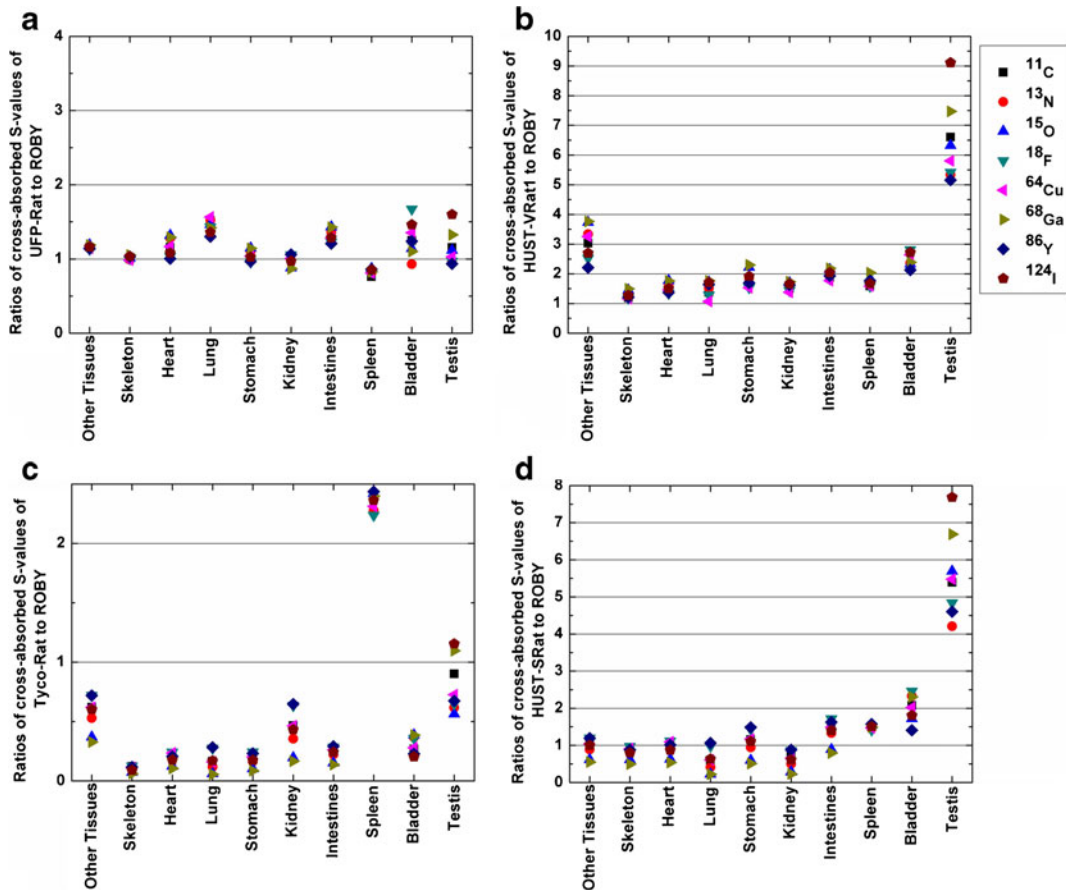 a
Ratios of cross-absorbed S-values of
UFP-Rat to ROBY
4
3
2
1
0
Other Tissues
Skeleton
Heart
Lung
Stomach
Kidney
Intestines
Spleen
Bladder
Testis
b
Ratios of cross-absorbed S-values of
HUST-VRat1 to ROBY
10
9
8
7
6
5
4
3
2
1
0
Other Tissues
Skeleton
Heart
Lung
Stomach
Kidney
Intestines
Spleen
Bladder
Testis
¹¹C
¹³N
¹⁵O
¹⁸F
⁶⁴Cu
⁶⁸Ga
⁸⁶Y
¹²⁴I
c
Ratios of cross-absorbed S-values of
Tyco-Rat to ROBY
2
1
0
Other Tissues
Skeleton
Heart
Lung
Stomach
Kidney
Intestines
Spleen
Bladder
Testis
d
Ratios of cross-absorbed S-values of
HUST-SRat to ROBY
8
7
6
5
4
3
2
1
0
Other Tissues
Skeleton
Heart
Lung
Stomach
Kidney
Intestines
Spleen
Bladder
Testis